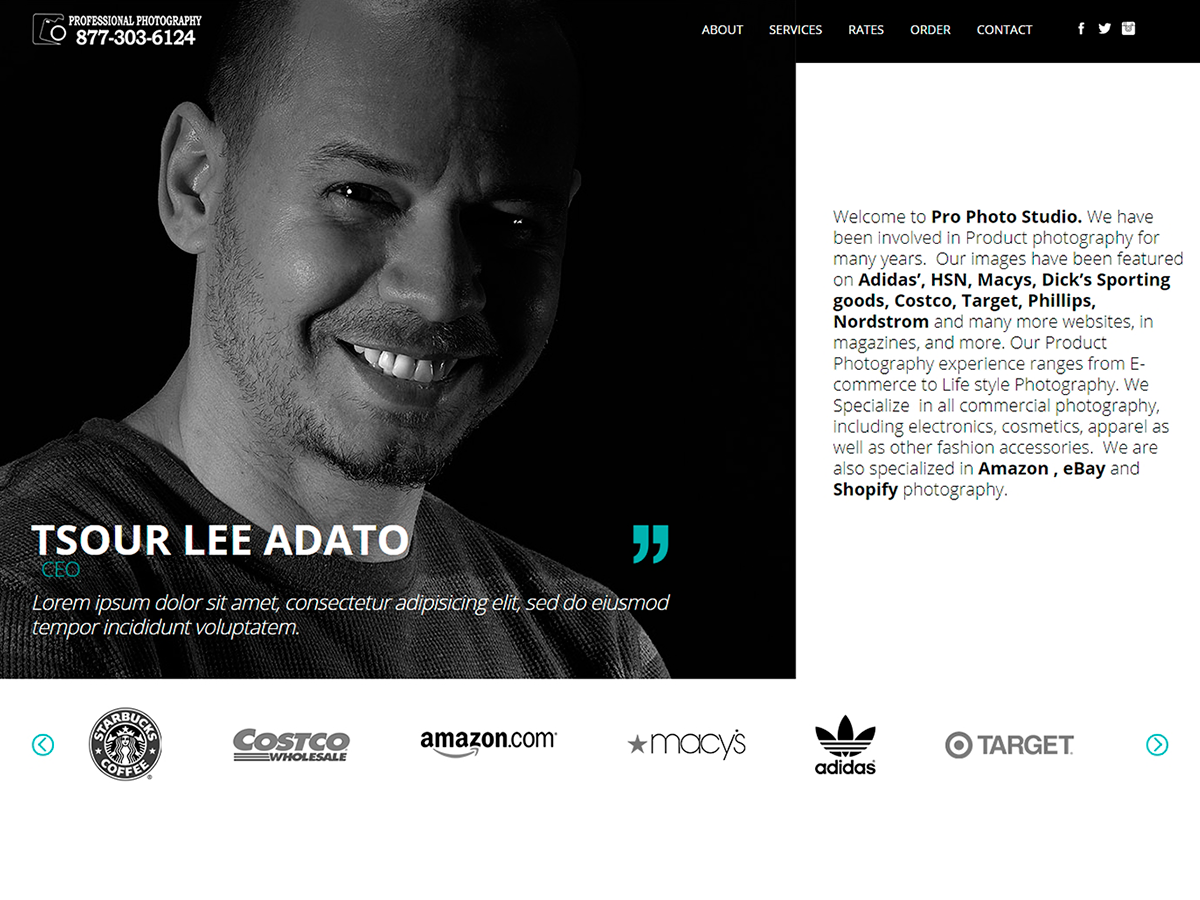 PROFESSIONAL PHOTOGRAPHY
877-303-6124
ABOUT SERVICES RATES ORDER CONTACT
Welcome to Pro Photo Studio. We have
been involved in Product photography for
many years.  Our images have been featured
on Adidas’, HSN, Macys, Dick’s Sporting
goods, Costco, Target, Phillips,
Nordstrom and many more websites, in
magazines, and more. Our Product
Photography experience ranges from E-
commerce to Life style Photography. We
Specialize  in all commercial photography,
including electronics, cosmetics, apparel as
well as other fashion accessories.  We are
also specialized in Amazon , eBay and
Shopify photography.
TSOUR LEE ADATO
CEO
Lorem ipsum dolor sit amet, consectetur adipisicing elit, sed do eiusmod
tempor incididunt voluptatem.
STARBUCKS
COFFEE
COSTCO
WHOLESALE
amazon.com
macy's
adidas
TARGET